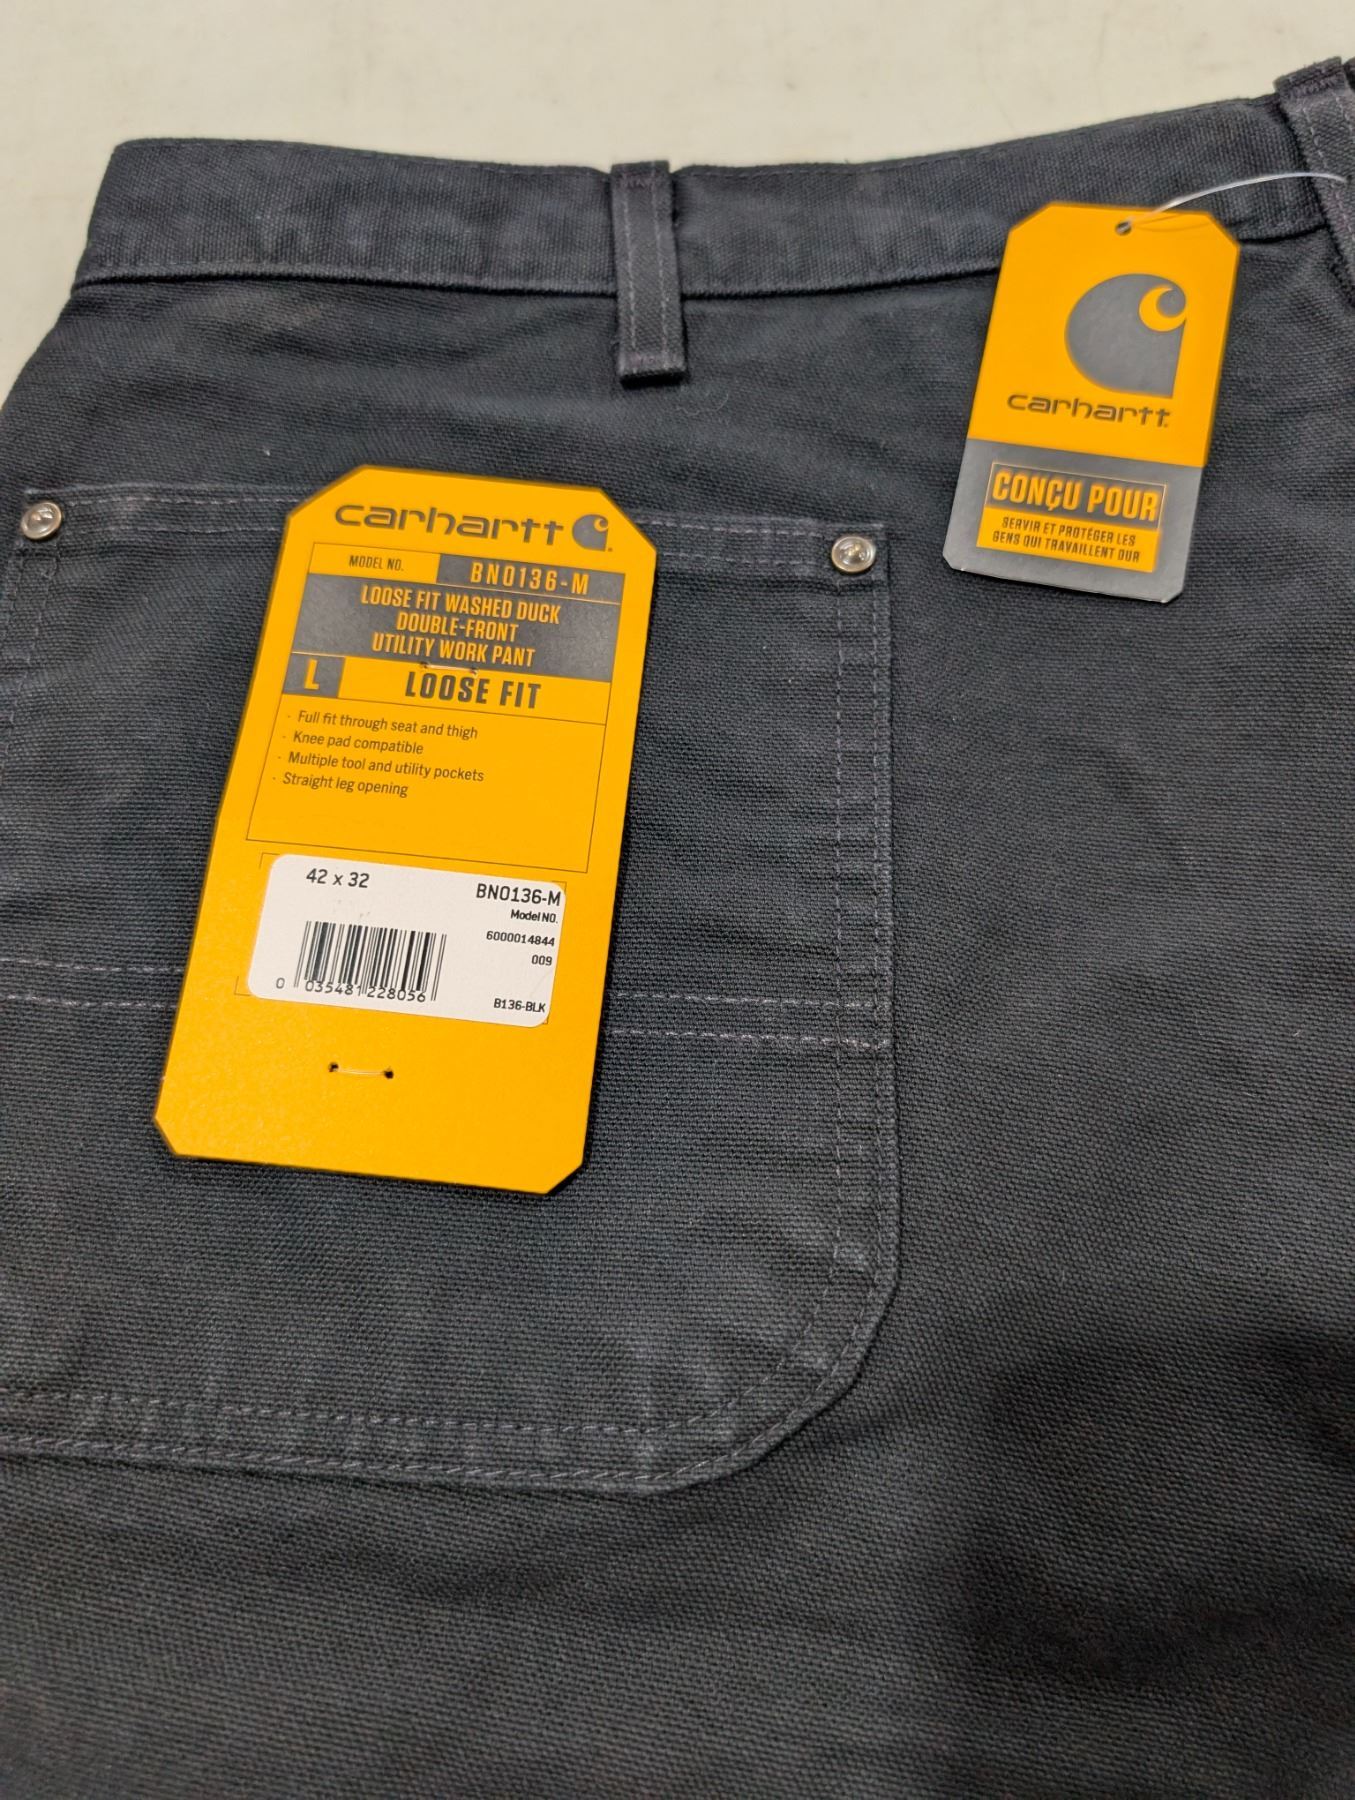 carhartt
CONÇU POUR
SERVIR ET PROTÉGER LES
GENS QUI TRAVAILLENT DUR
carhartt
MODEL NO. BN0136-M
LOOSE FIT WASHED DUCK
DOUBLE-FRONT
UTILITY WORK PANT
L LOOSE FIT
· Full fit through seat and thigh
· Knee pad compatible
· Multiple tool and utility pockets
· Straight leg opening
42 x 32 BN0136-M
Model NO.
6000014844
009
0 035481 228056
B136-BLK